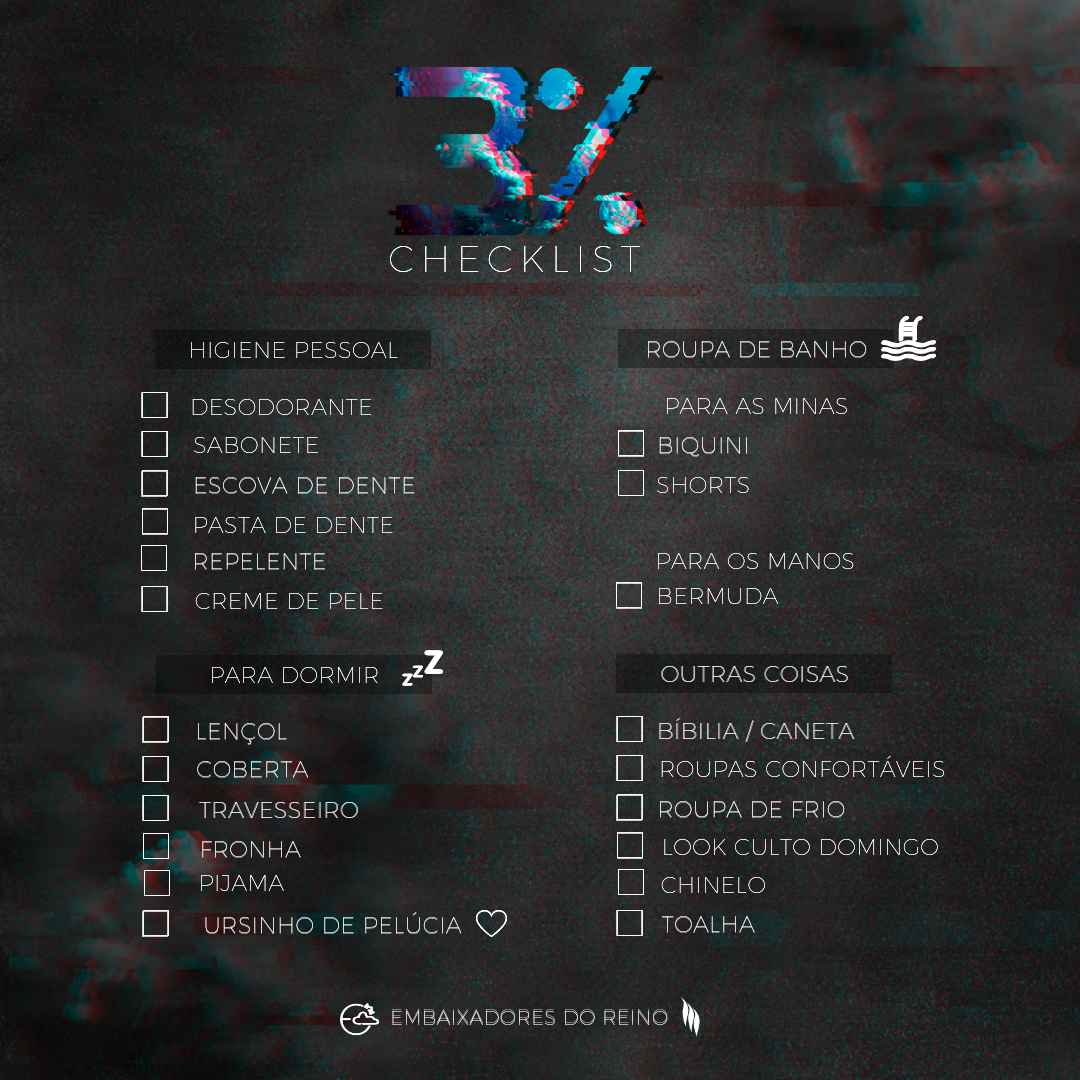 3%
CHECKLIST
HIGIENE PESSOAL
DESODORANTE
SABONETE
ESCOVA DE DENTE
PASTA DE DENTE
REPELENTE
CREME DE PELE
ROUPA DE BANHO
PARA AS MINAS
BIQUINI
SHORTS
PARA OS MANOS
BERMUDA
PARA DORMIR zzZ
LENÇOL
COBERTA
TRAVESSEIRO
FRONHA
PIJAMA
URSINHO DE PELÚCIA
OUTRAS COISAS
BÍBILIA / CANETA
ROUPAS CONFORTÁVEIS
ROUPA DE FRIO
LOOK CULTO DOMINGO
CHINELO
TOALHA
EMBAIXADORES DO REINO